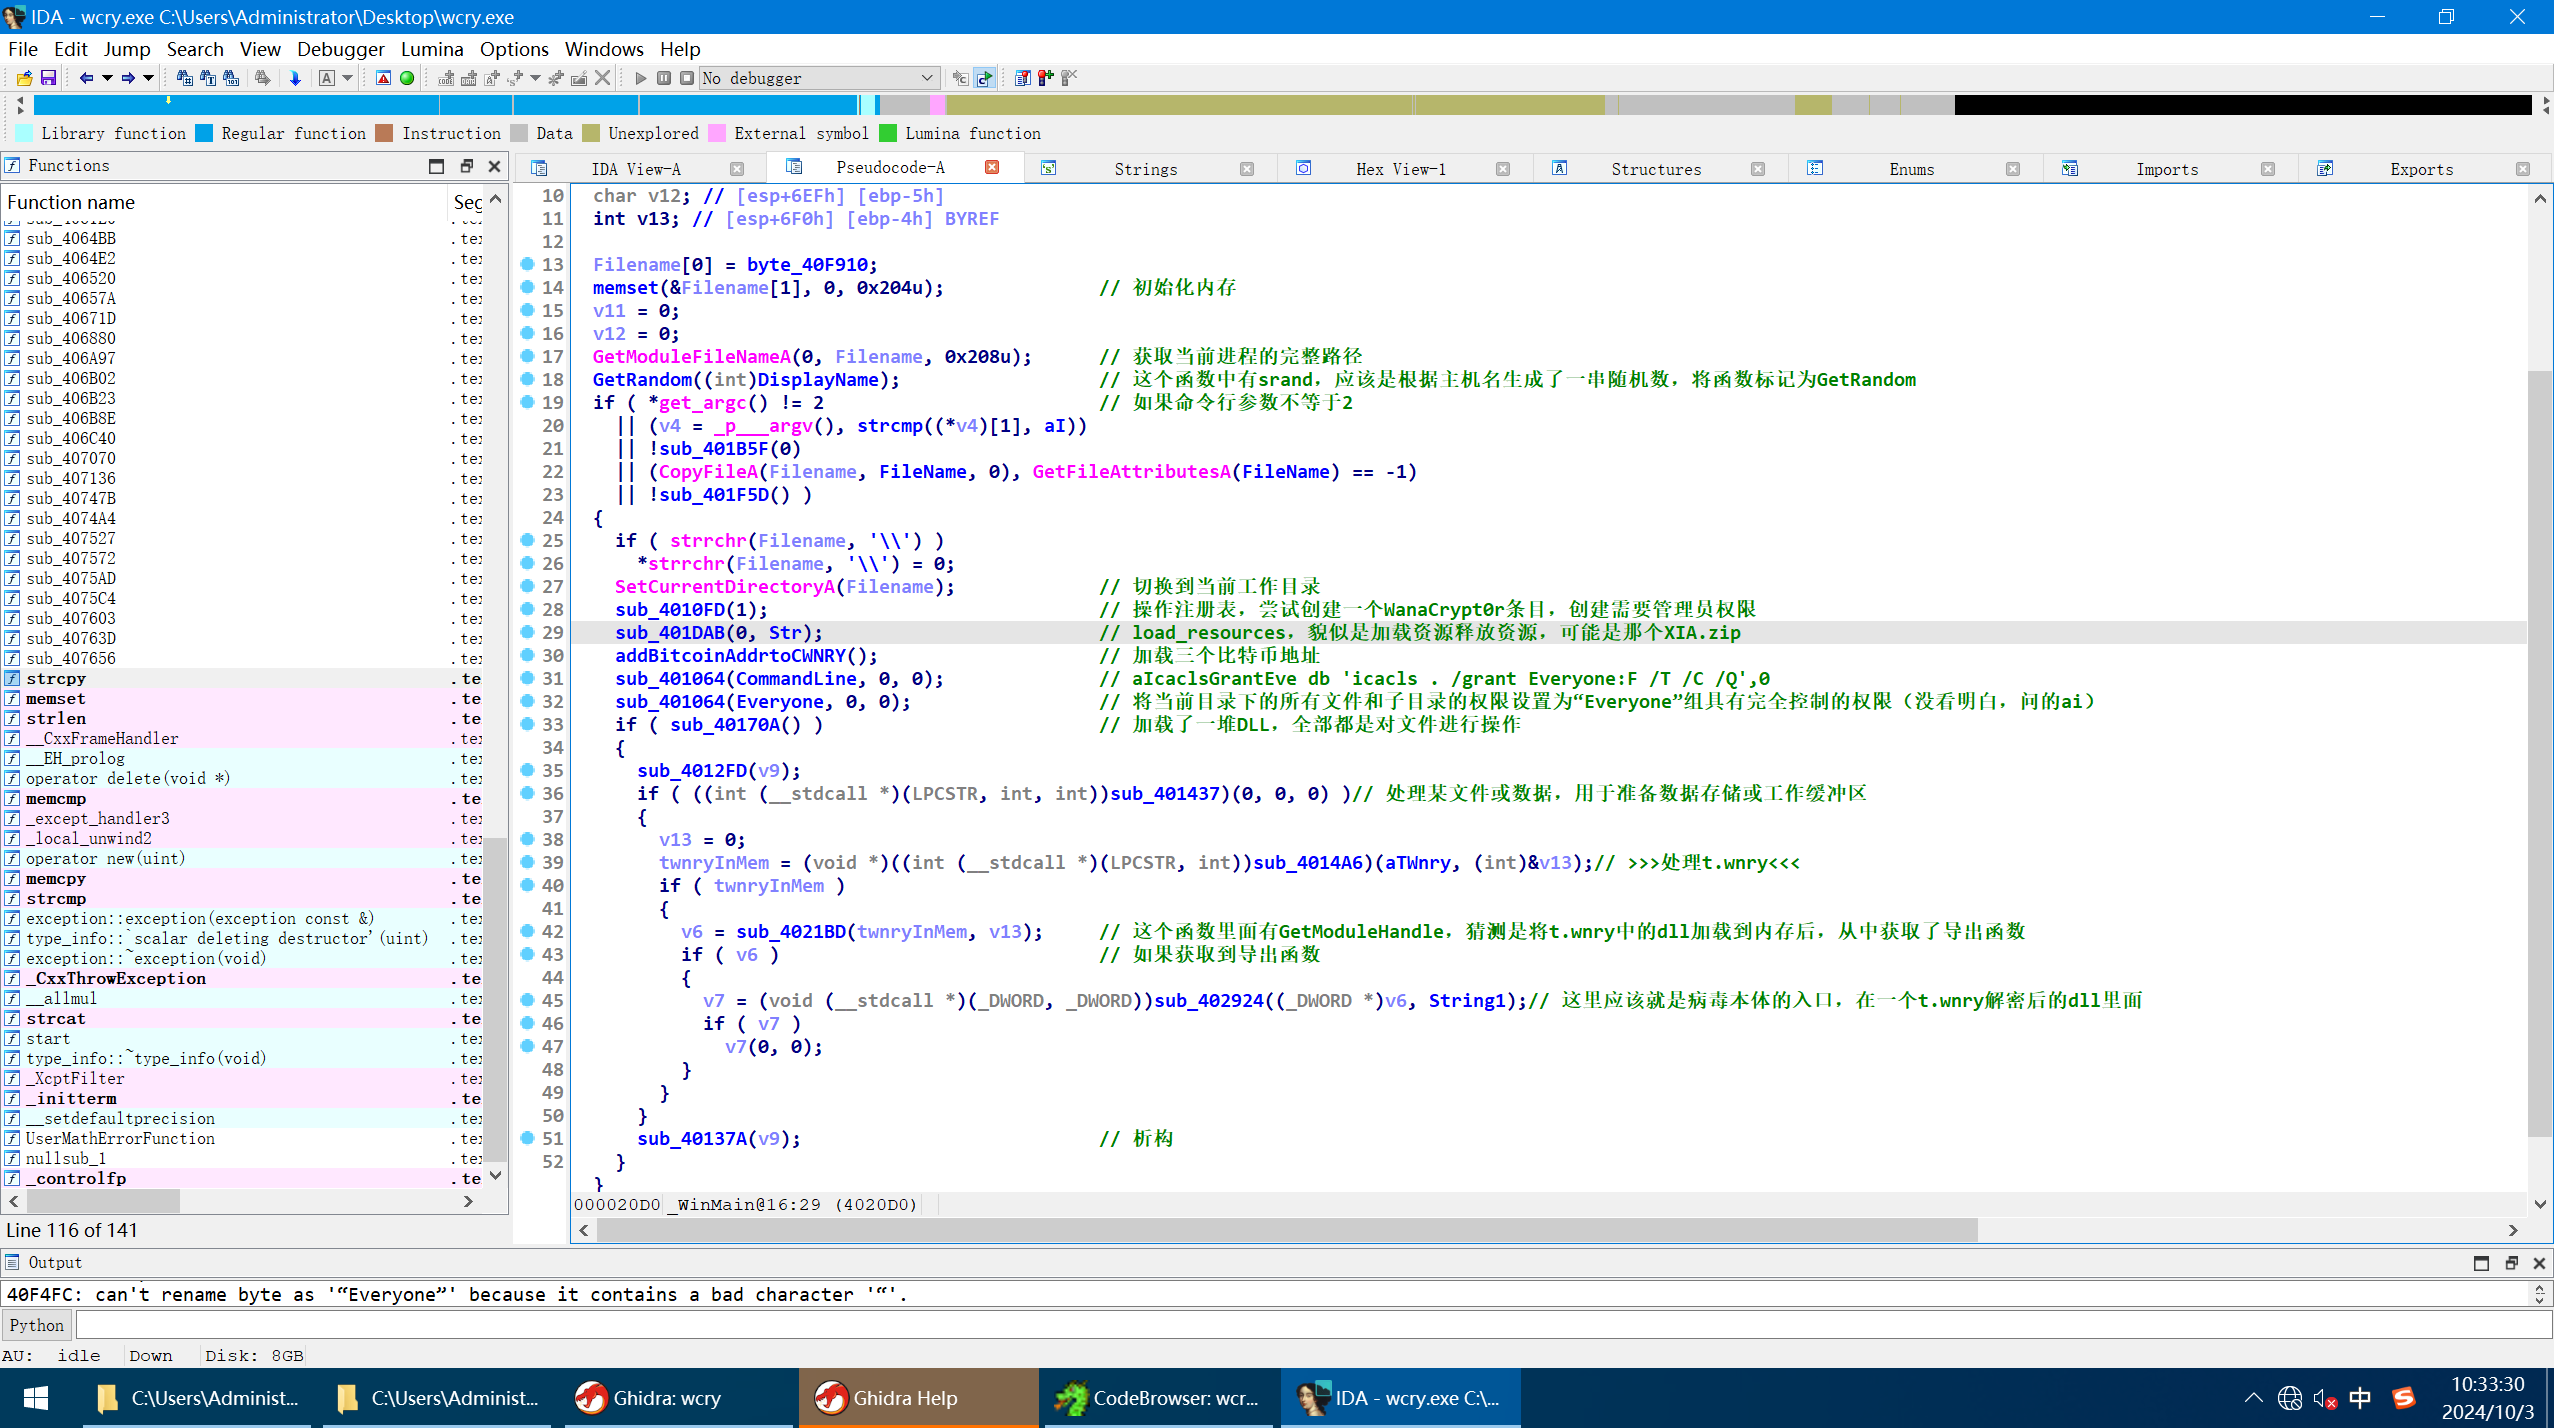 IDA - wcry.exe C:\Users\Administrator\Desktop\wcry.exe
File Edit Jump Search View Debugger Lumina Options Windows Help
No debugger
Library function Regular function Instruction Data Unexplored External symbol Lumina function
Functions
IDA View-A Pseudocode-A Strings Hex View-1 Structures Enums Imports Exports
Function name Seg
sub_4064BB .te
sub_4064E2 .te
sub_406520 .te
sub_40657A .te
sub_40671D .te
sub_406880 .te
sub_406A97 .te
sub_406B02 .te
sub_406B23 .te
sub_406B8E .te
sub_406C40 .te
sub_407070 .te
sub_407136 .te
sub_40747B .te
sub_4074A4 .te
sub_407527 .te
sub_407572 .te
sub_4075AD .te
sub_4075C4 .te
sub_407603 .te
sub_40763D .te
sub_407656 .te
strcpy .te
memset .te
strlen .te
__CxxFrameHandler .te
__EH_prolog .te
operator delete(void *) .te
memcmp .te
_except_handler3 .te
_local_unwind2 .te
operator new(uint) .te
memcpy .te
strcmp .te
exception::exception(exception const &) .te
type_info::`scalar deleting destructor'(uint) .te
exception::~exception(void) .te
_CxxThrowException .te
__allmul .te
strcat .te
start .te
type_info::~type_info(void) .te
_XcptFilter .te
_initterm .te
__setdefaultprecision .te
UserMathErrorFunction .te
nullsub_1 .te
_controlfp .te
Line 116 of 141
10 char v12; // [esp+6EFh] [ebp-5h]
11 int v13; // [esp+6F0h] [ebp-4h] BYREF
12
13 Filename[0] = byte_40F910;
14 memset(&Filename[1], 0, 0x204u); // 初始化内存
15 v11 = 0;
16 v12 = 0;
17 GetModuleFileNameA(0, Filename, 0x208u); // 获取当前进程的完整路径
18 GetRandom((int)DisplayName); // 这个函数中有srand，应该是根据主机名生成了一串随机数，将函数标记为GetRandom
19 if ( *get_argc() != 2 // 如果命令行参数不等于2
20 || (v4 = _p___argv(), strcmp((*v4)[1], aI))
21 || !sub_401B5F(0)
22 || (CopyFileA(Filename, FileName, 0), GetFileAttributesA(FileName) == -1)
23 || !sub_401F5D() )
24 {
25 if ( strrchr(Filename, '\\') )
26 *strrchr(Filename, '\\') = 0;
27 SetCurrentDirectoryA(Filename); // 切换到当前工作目录
28 sub_4010FD(1); // 操作注册表，尝试创建一个WanaCrypt0r条目，创建需要管理员权限
29 sub_401DAB(0, Str); // load_resources，貌似是加载资源释放资源，可能是那个XIA.zip
30 addBitcoinAddrtoCWNRY(); // 加载三个比特币地址
31 sub_401064(CommandLine, 0, 0); // aIcaclsGrantEve db 'icacls . /grant Everyone:F /T /C /Q',0
32 sub_401064(Everyone, 0, 0); // 将当前目录下的所有文件和子目录的权限设置为“Everyone”组具有完全控制的权限（没看明白，问的ai）
33 if ( sub_40170A() ) // 加载了一堆DLL，全部都是对文件进行操作
34 {
35 sub_4012FD(v9);
36 if ( ((int (__stdcall *)(LPCSTR, int, int))sub_401437)(0, 0, 0) )// 处理某文件或数据，用于准备数据存储或工作缓冲区
37 {
38 v13 = 0;
39 twnryInMem = (void *)((int (__stdcall *)(LPCSTR, int))sub_4014A6)(aTWnry, (int)&v13);// >>>处理t.wnry<<<
40 if ( twnryInMem )
41 {
42 v6 = sub_4021BD(twnryInMem, v13); // 这个函数里面有GetModuleHandle，猜测是将t.wnry中的dll加载到内存后，从中获取了导出函数
43 if ( v6 ) // 如果获取到导出函数
44 {
45 v7 = (void (__stdcall *)(_DWORD, _DWORD))sub_402924((_DWORD *)v6, String1);// 这里应该就是病毒本体的入口，在一个t.wnry解密后的dll里面
46 if ( v7 )
47 v7(0, 0);
48 }
49 }
50 }
51 sub_40137A(v9); // 析构
52 }
}
000020D0 _WinMain@16:29 (4020D0)
Output
40F4FC: can't rename byte as '“Everyone”' because it contains a bad character '“'.
Python
AU: idle Down Disk: 8GB
C:\Users\Administ... C:\Users\Administ... Ghidra: wcry Ghidra Help CodeBrowser: wcr... IDA - wcry.exe C:\... 中 10:33:30
2024/10/3